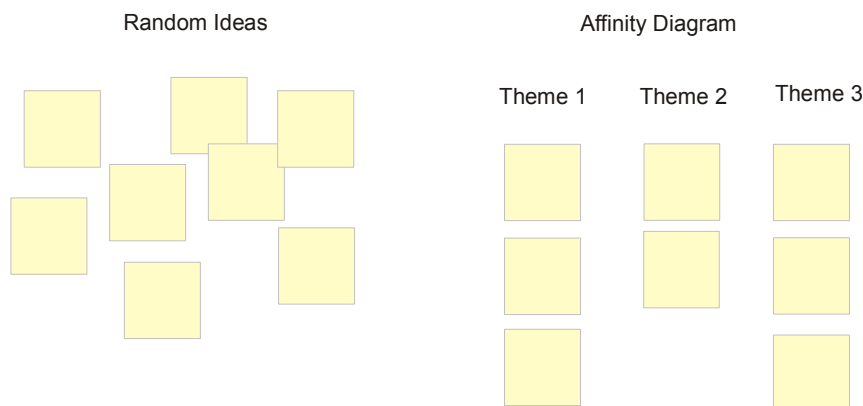 Random Ideas
Affinity Diagram
Theme 1
Theme 2
Theme 3